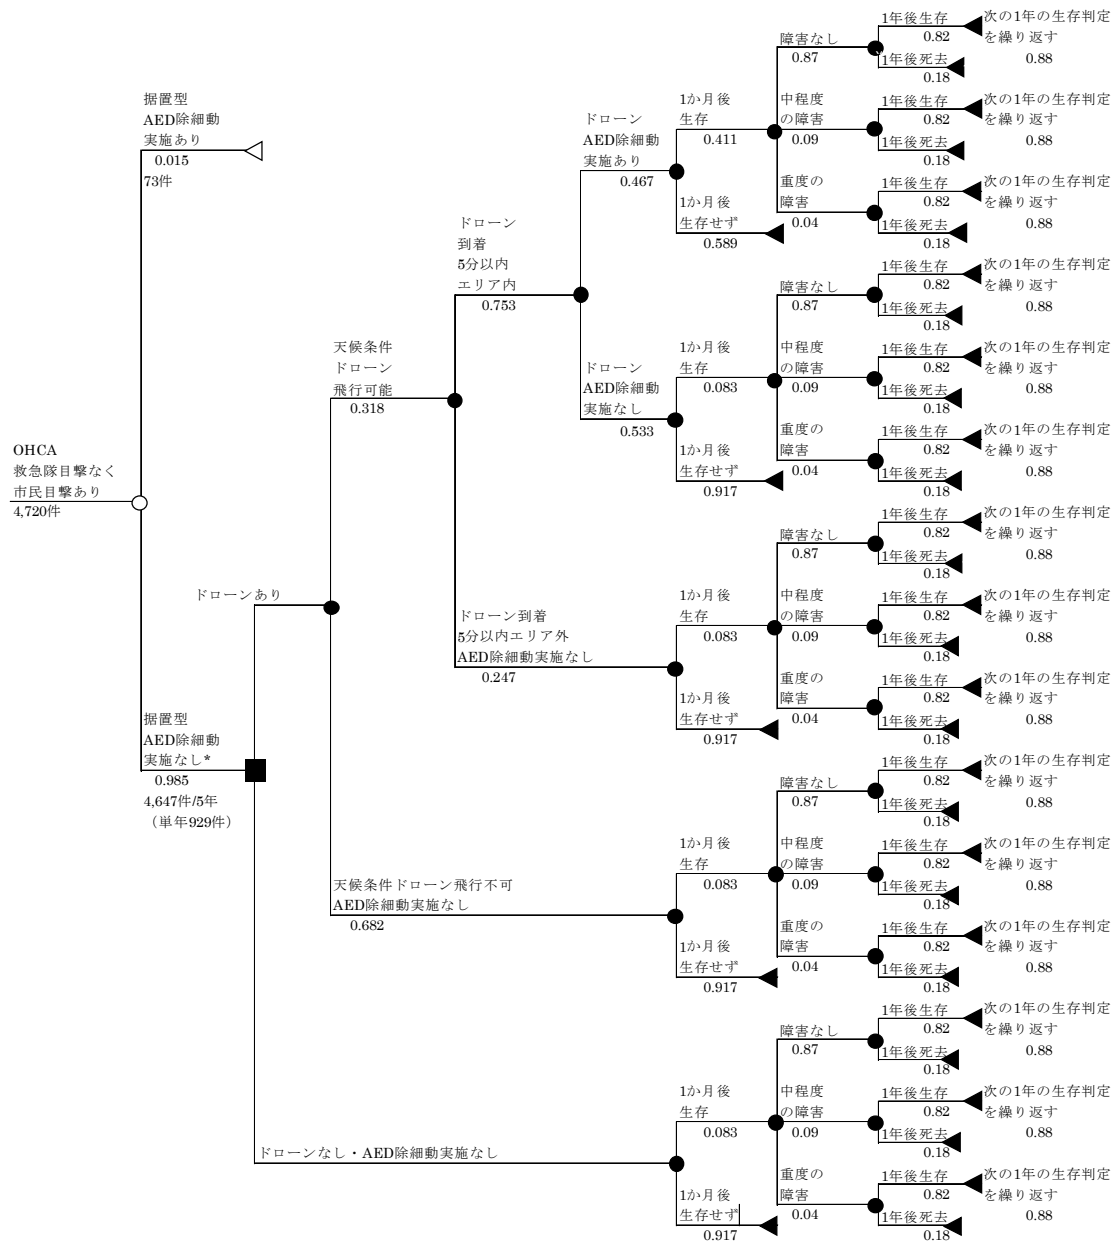 OHCA
救急隊目撃なく
市民目撃あり
4,720件
据置型
AED除細動
実施あり
0.015
73件
据置型
AED除細動
実施なし*
0.985
4,647件/5年
（単年929件）
ドローンあり
ドローンなし・AED除細動実施なし
天候条件
ドローン
飛行可能
0.318
天候条件ドローン飛行不可
AED除細動実施なし
0.682
ドローン
到着
5分以内
エリア内
0.753
ドローン到着
5分以内エリア外
AED除細動実施なし
0.247
ドローン
AED除細動
実施あり
0.467
ドローン
AED除細動
実施なし
0.533
1か月後
生存
0.411
1か月後
生存せず*
0.589
障害なし
0.87
中程度
の障害
0.09
重度の
障害
0.04
1年後生存
0.82
1年後死去
0.18
次の1年の生存判定
を繰り返す
0.88
1年後生存
0.82
1年後死去
0.18
次の1年の生存判定
を繰り返す
0.88
1年後生存
0.82
1年後死去
0.18
次の1年の生存判定
を繰り返す
0.88
1か月後
生存
0.083
1か月後
生存せず*
0.917
障害なし
0.87
中程度
の障害
0.09
重度の
障害
0.04
1年後生存
0.82
1年後死去
0.18
次の1年の生存判定
を繰り返す
0.88
1年後生存
0.82
1年後死去
0.18
次の1年の生存判定
を繰り返す
0.88
1年後生存
0.82
1年後死去
0.18
次の1年の生存判定
を繰り返す
0.88
1か月後
生存
0.083
1か月後
生存せず*
0.917
障害なし
0.87
中程度
の障害
0.09
重度の
障害
0.04
1年後生存
0.82
1年後死去
0.18
次の1年の生存判定
を繰り返す
0.88
1年後生存
0.82
1年後死去
0.18
次の1年の生存判定
を繰り返す
0.88
1年後生存
0.82
1年後死去
0.18
次の1年の生存判定
を繰り返す
0.88
1か月後
生存
0.083
1か月後
生存せず*
0.917
障害なし
0.87
中程度
の障害
0.09
重度の
障害
0.04
1年後生存
0.82
1年後死去
0.18
次の1年の生存判定
を繰り返す
0.88
1年後生存
0.82
1年後死去
0.18
次の1年の生存判定
を繰り返す
0.88
1年後生存
0.82
1年後死去
0.18
次の1年の生存判定
を繰り返す
0.88
1か月後
生存
0.083
1か月後
生存せず*
0.917
障害なし
0.87
中程度
の障害
0.09
重度の
障害
0.04
1年後生存
0.82
1年後死去
0.18
次の1年の生存判定
を繰り返す
0.88
1年後生存
0.82
1年後死去
0.18
次の1年の生存判定
を繰り返す
0.88
1年後生存
0.82
1年後死去
0.18
次の1年の生存判定
を繰り返す
0.88